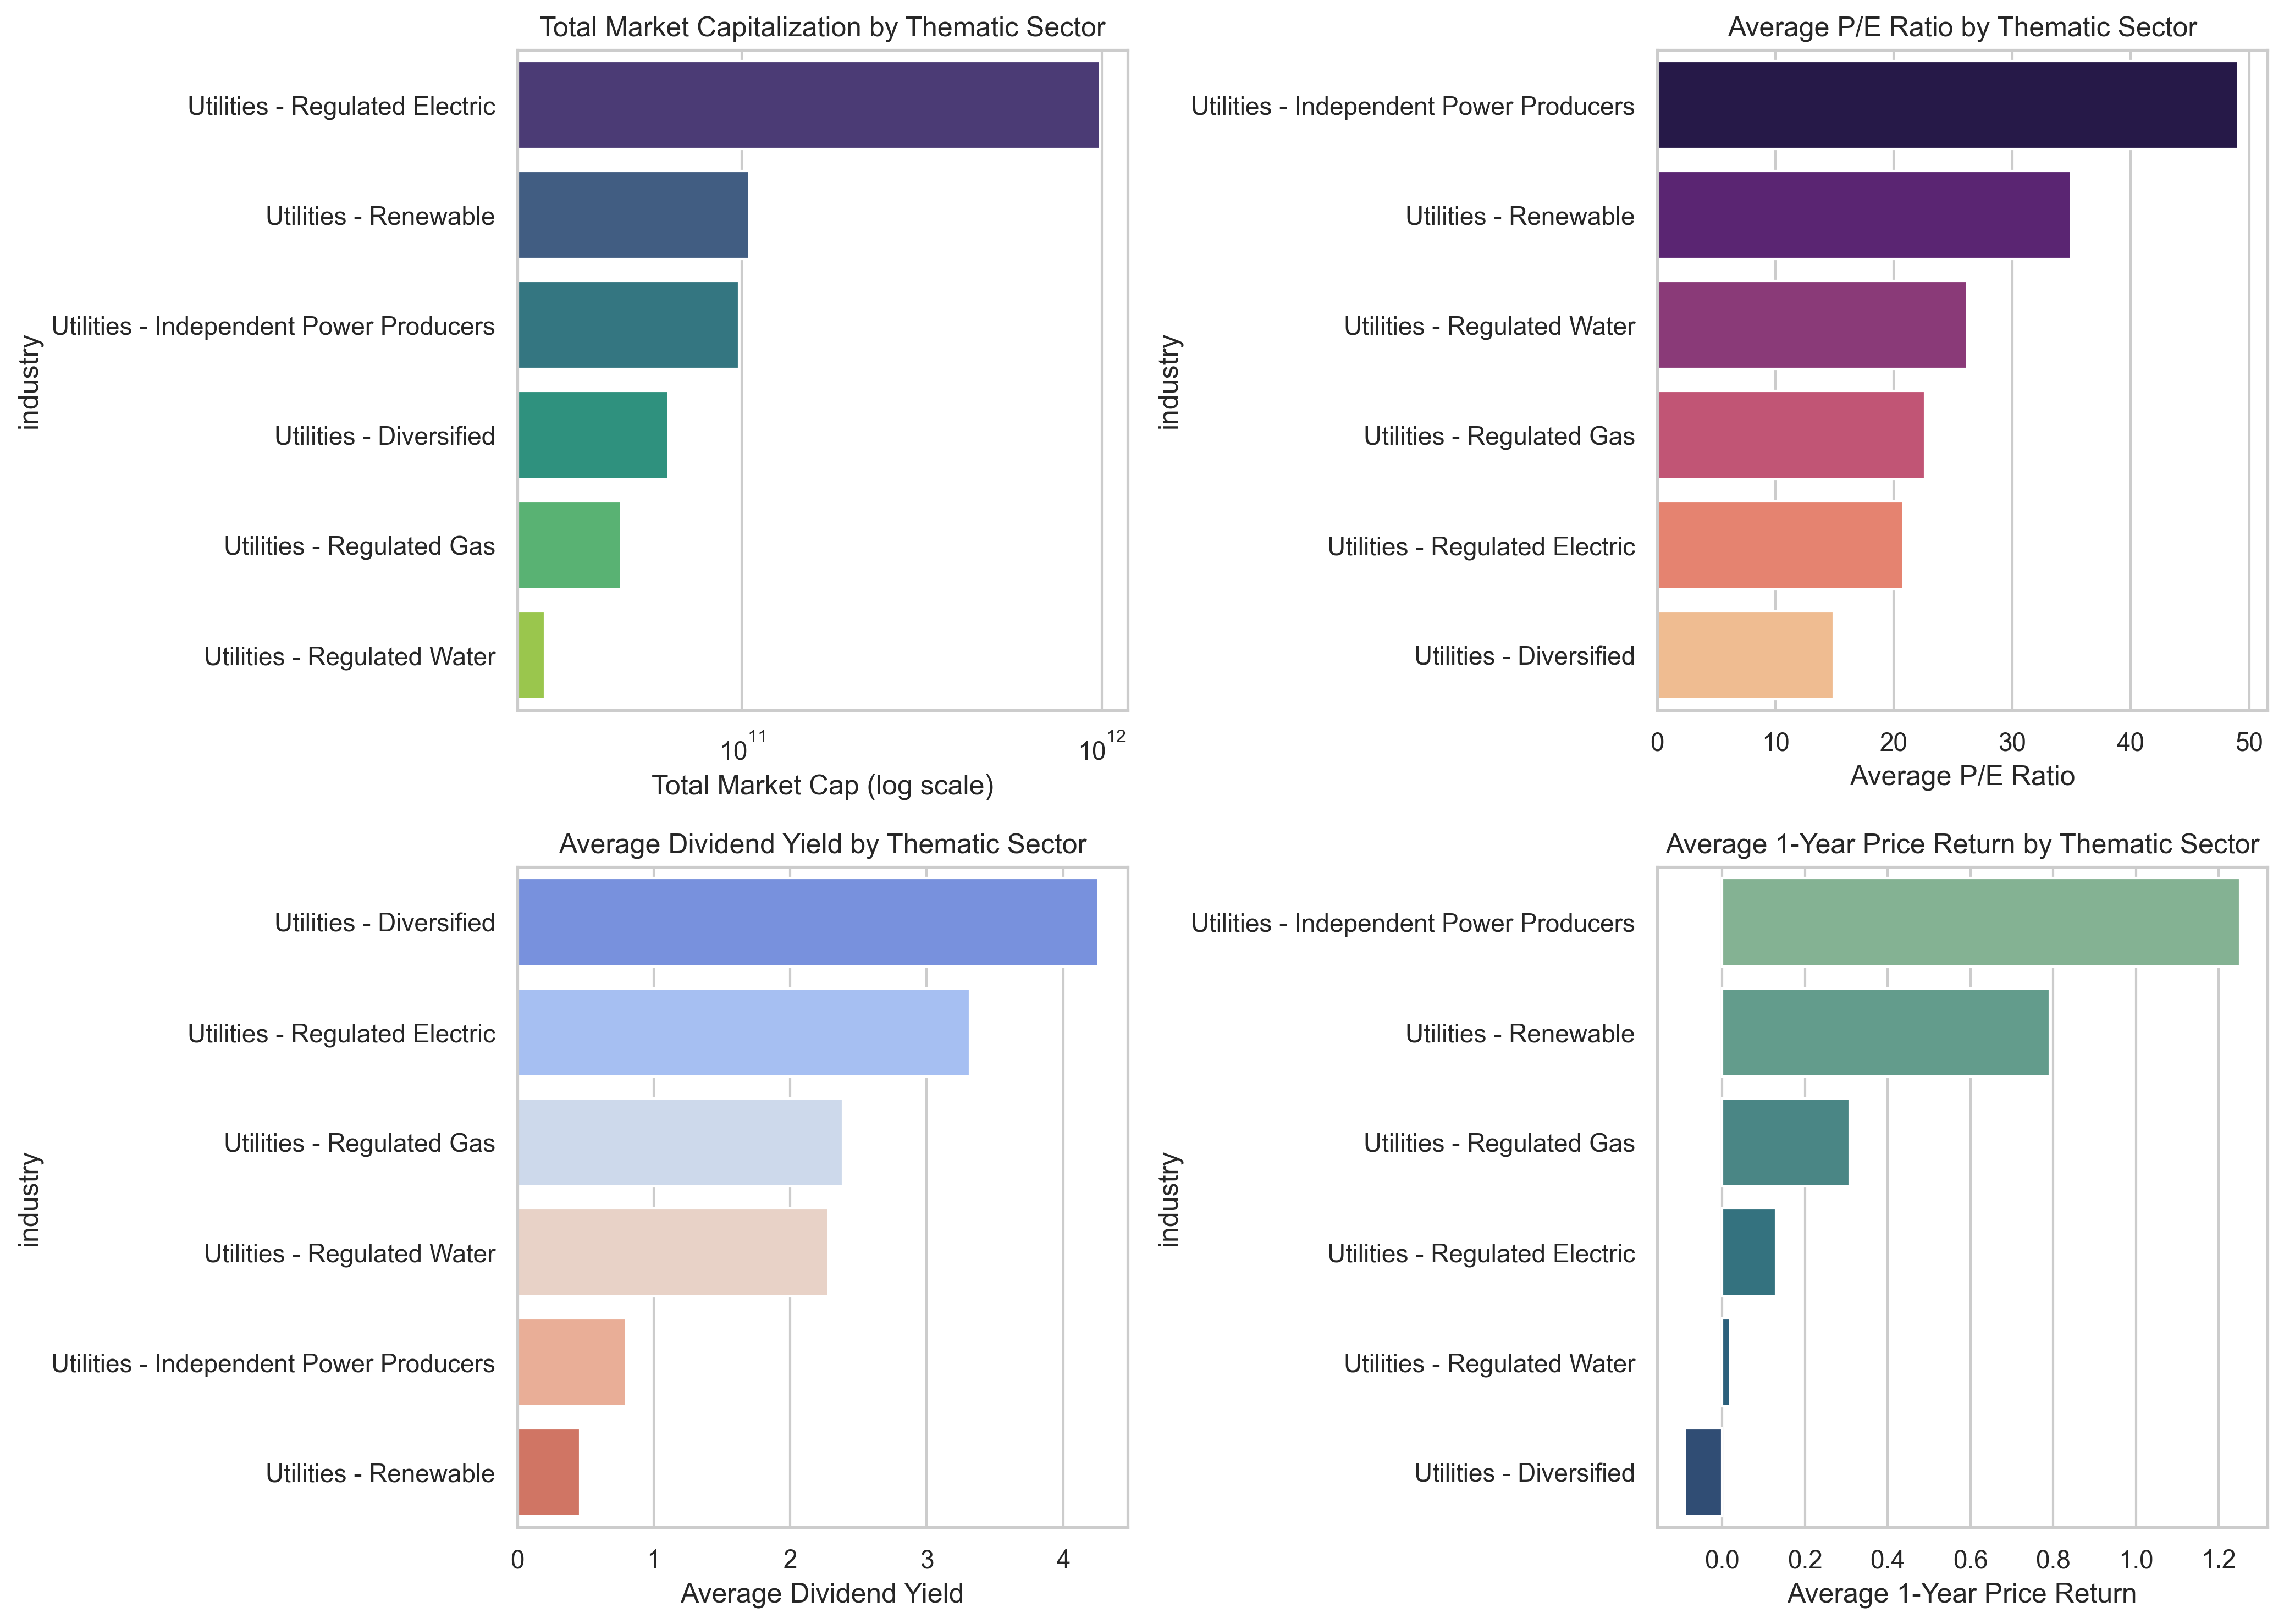 Total Market Capitalization by Thematic Sector
industry
Utilities - Regulated Electric
Utilities - Renewable
Utilities - Independent Power Producers
Utilities - Diversified
Utilities - Regulated Gas
Utilities - Regulated Water
10^11 10^12
Total Market Cap (log scale)
Average P/E Ratio by Thematic Sector
industry
Utilities - Independent Power Producers
Utilities - Renewable
Utilities - Regulated Water
Utilities - Regulated Gas
Utilities - Regulated Electric
Utilities - Diversified
0 10 20 30 40 50
Average P/E Ratio
Average Dividend Yield by Thematic Sector
industry
Utilities - Diversified
Utilities - Regulated Electric
Utilities - Regulated Gas
Utilities - Regulated Water
Utilities - Independent Power Producers
Utilities - Renewable
0 1 2 3 4
Average Dividend Yield
Average 1-Year Price Return by Thematic Sector
industry
Utilities - Independent Power Producers
Utilities - Renewable
Utilities - Regulated Gas
Utilities - Regulated Electric
Utilities - Regulated Water
Utilities - Diversified
0.0 0.2 0.4 0.6 0.8 1.0 1.2
Average 1-Year Price Return